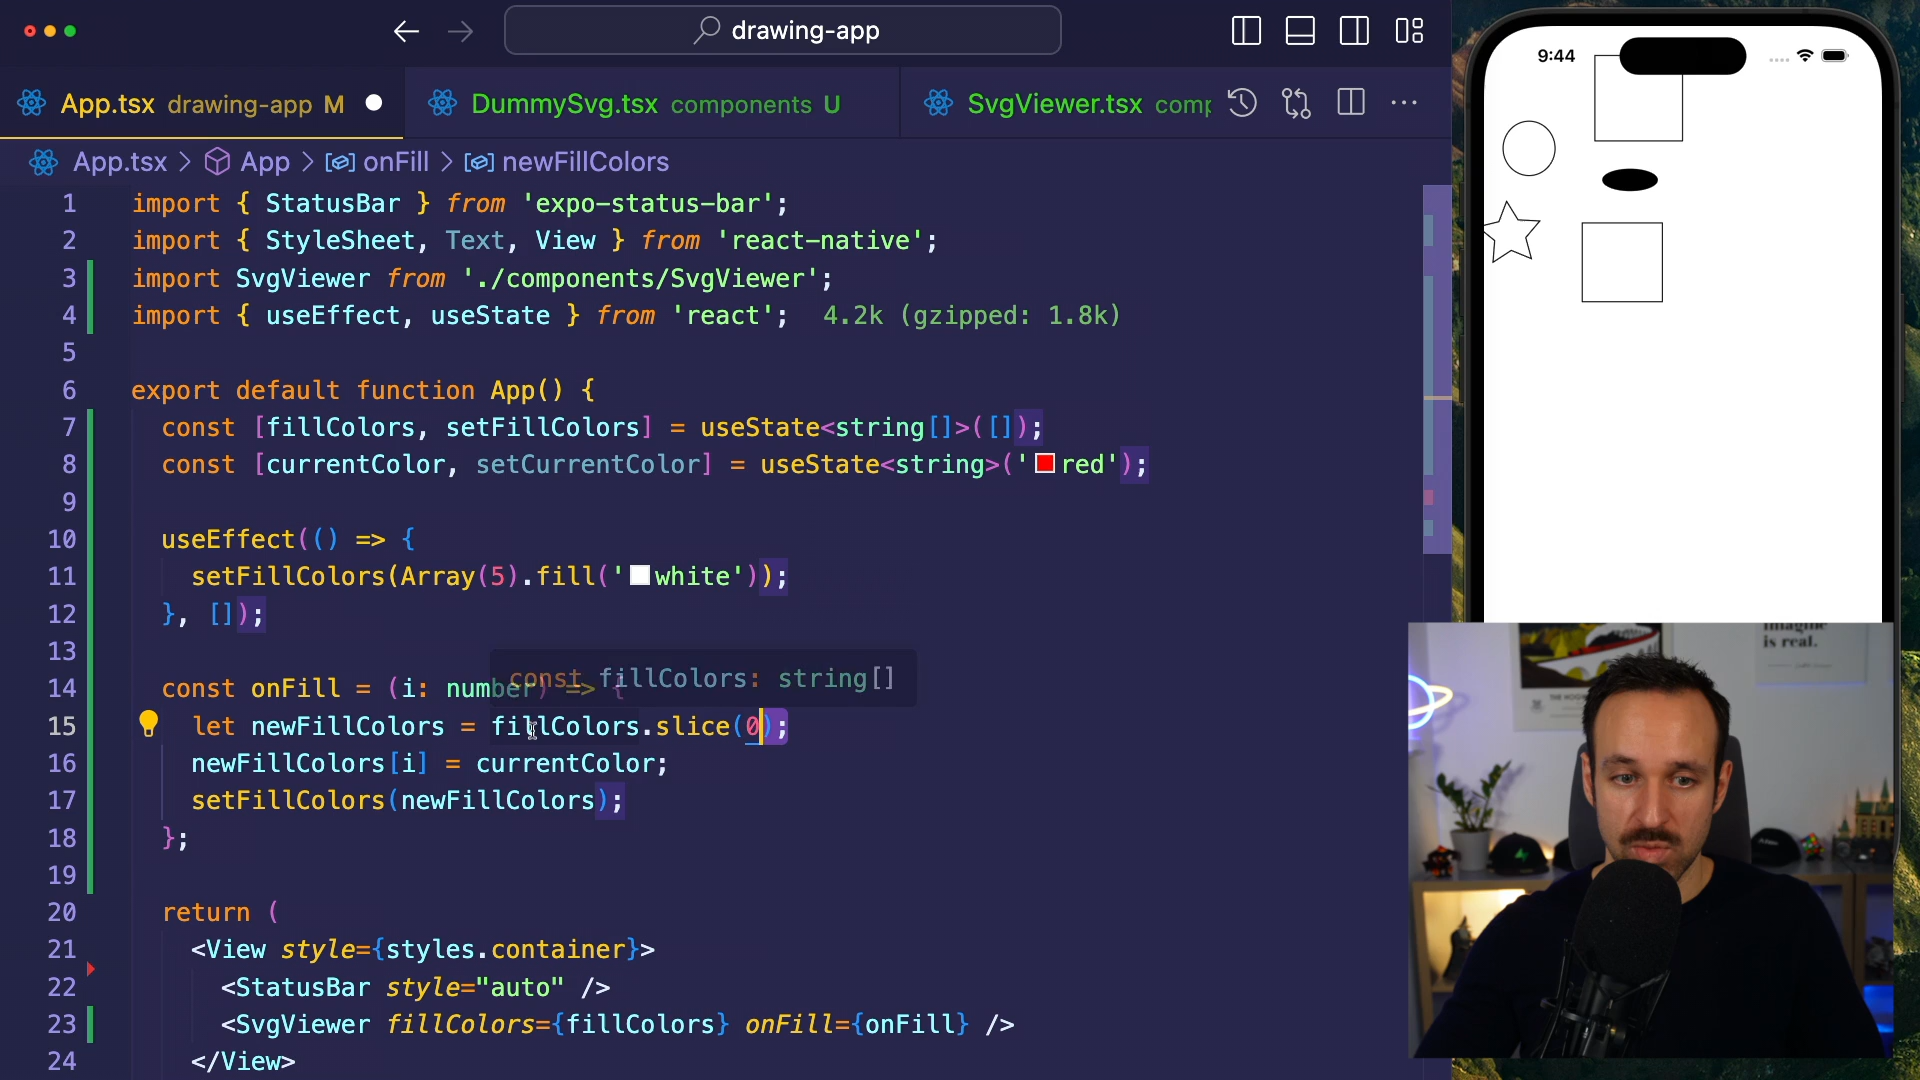 drawing-app
App.tsx drawing-app M
DummySvg.tsx components U
SvgViewer.tsx comp
App.tsx > App > onFill > newFillColors
1 import { StatusBar } from 'expo-status-bar';
2 import { StyleSheet, Text, View } from 'react-native';
3 import SvgViewer from './components/SvgViewer';
4 import { useEffect, useState } from 'react'; 4.2k (gzipped: 1.8k)
5
6 export default function App() {
7 const [fillColors, setFillColors] = useState<string[]>([]);
8 const [currentColor, setCurrentColor] = useState<string>('red');
9
10 useEffect(() => {
11 setFillColors(Array(5).fill('white'));
12 }, []);
13
const fillColors: string[]
14 const onFill = (i: number) => {
15 let newFillColors = fillColors.slice(0);
16 newFillColors[i] = currentColor;
17 setFillColors(newFillColors);
18 };
19
20 return (
21 <View style={styles.container}>
22 <StatusBar style="auto" />
23 <SvgViewer fillColors={fillColors} onFill={onFill} />
24 </View>
9:44
imagine
is real.